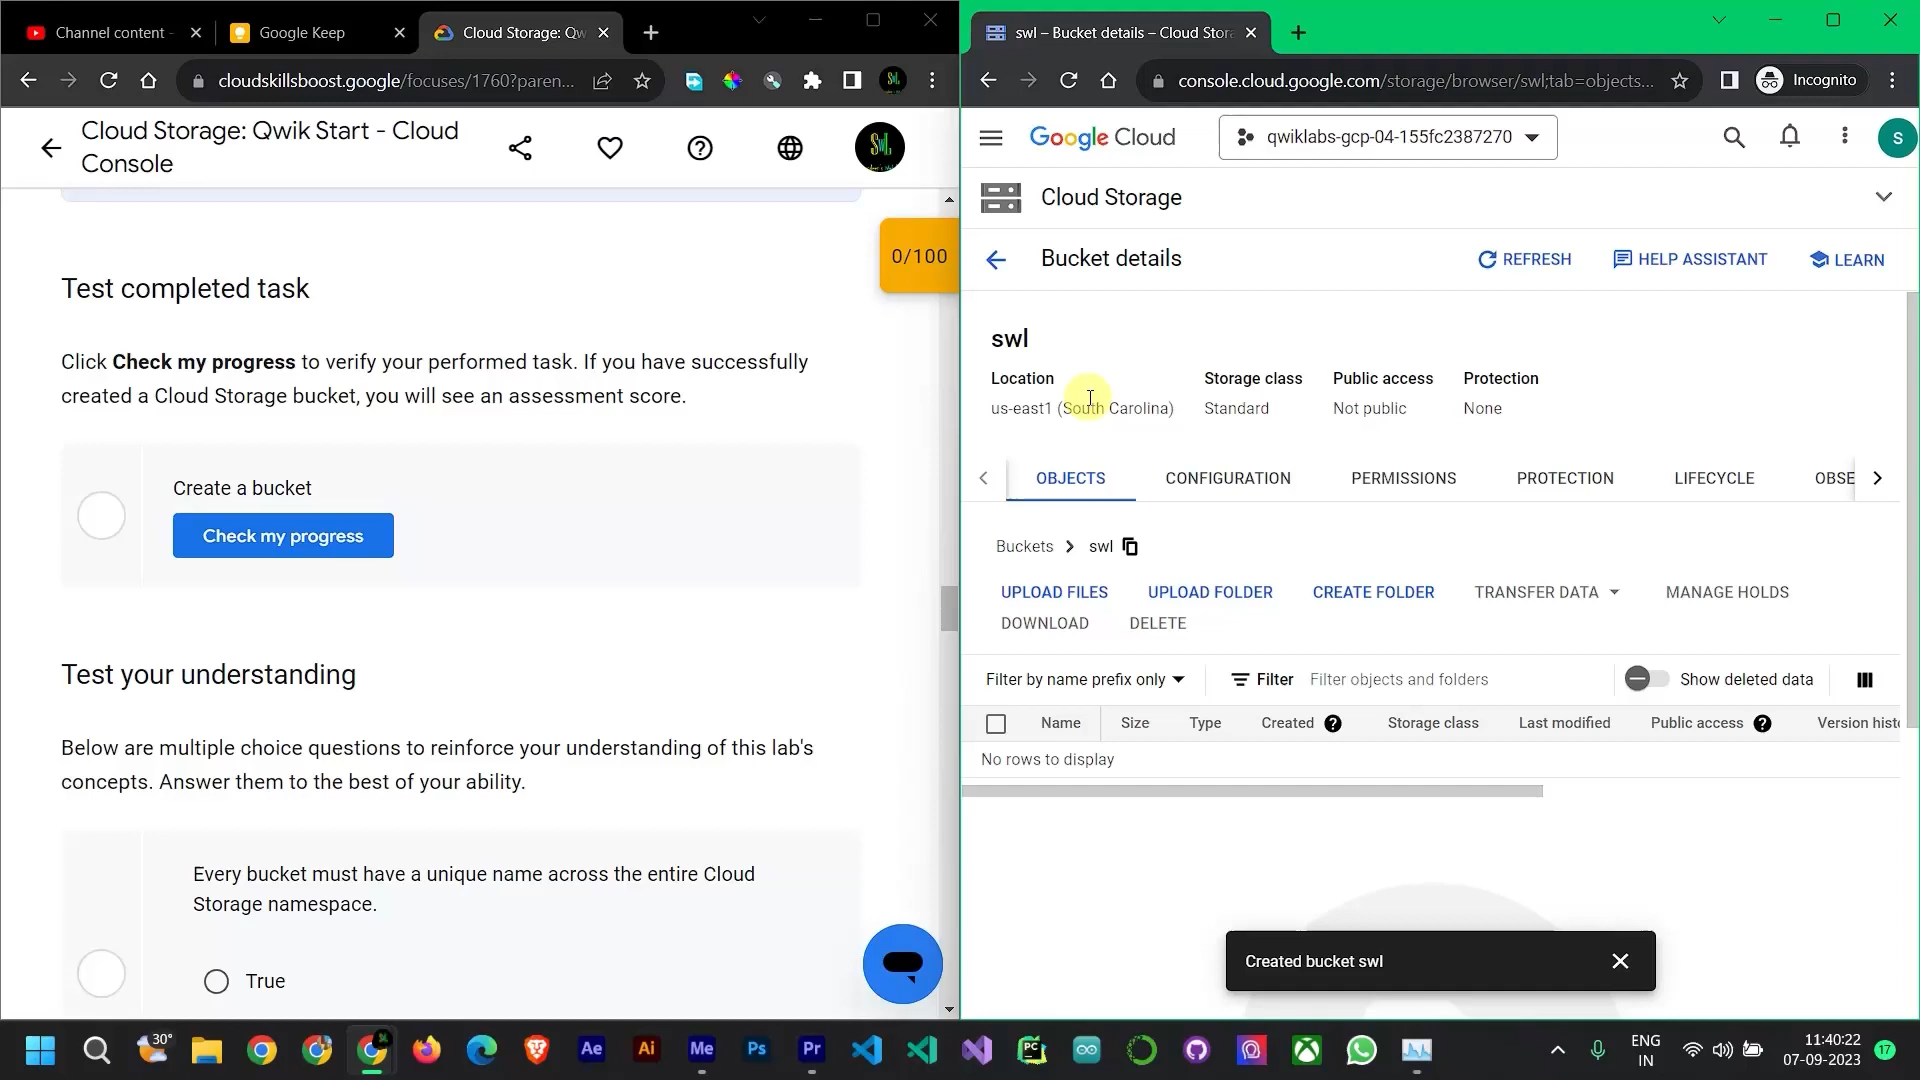 Channel content -
Google Keep
Cloud Storage: Qw
swl – Bucket details – Cloud Stora
cloudskillsboost.google/focuses/1760?paren...
console.cloud.google.com/storage/browser/swl;tab=objects...
Incognito
Cloud Storage: Qwik Start - Cloud
Console
Google Cloud
qwiklabs-gcp-04-155fc2387270
S
Cloud Storage
0/100
Bucket details
REFRESH
HELP ASSISTANT
LEARN
Test completed task
Click Check my progress to verify your performed task. If you have successfully
created a Cloud Storage bucket, you will see an assessment score.
Create a bucket
Check my progress
Test your understanding
Below are multiple choice questions to reinforce your understanding of this lab's
concepts. Answer them to the best of your ability.
Every bucket must have a unique name across the entire Cloud
Storage namespace.
True
swl
Location
Storage class
Public access
Protection
us-east1 (South Carolina)
Standard
Not public
None
OBJECTS
CONFIGURATION
PERMISSIONS
PROTECTION
LIFECYCLE
OBSE
Buckets
swl
UPLOAD FILES
UPLOAD FOLDER
CREATE FOLDER
TRANSFER DATA
MANAGE HOLDS
DOWNLOAD
DELETE
Filter by name prefix only
Filter
Filter objects and folders
Show deleted data
Name
Size
Type
Created
Storage class
Last modified
Public access
Version histo
No rows to display
Created bucket swl
30°
Ae
Ai
Me
Ps
Pr
PC
ENG
IN
11:40:22
07-09-2023
17